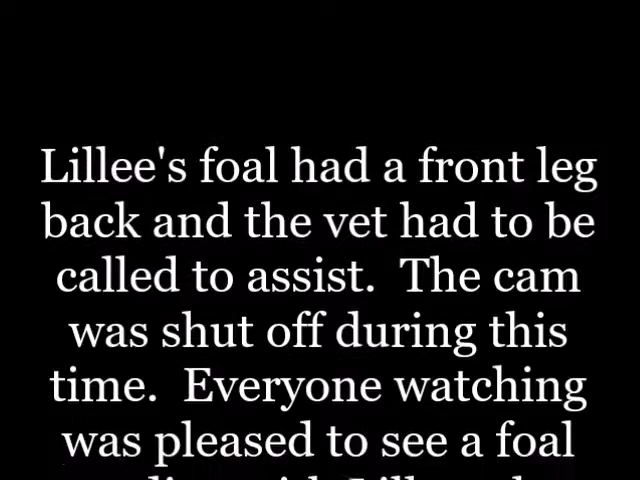 Lillee's foal had a front leg
back and the vet had to be
called to assist.  The cam
was shut off during this
time.  Everyone watching
was pleased to see a foal